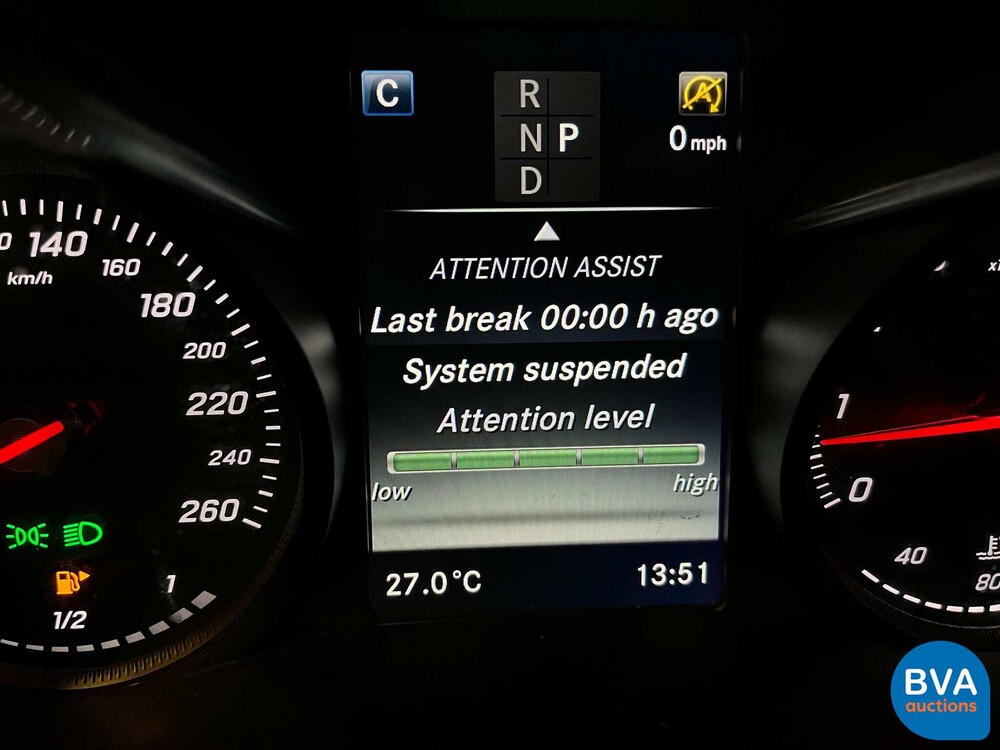 C
R
N P
D
A
0 mph
ATTENTION ASSIST
Last break 00:00 h ago
System suspended
Attention level
low
high
27.0°C
13:51
140
km/h
160
180
200
220
240
260
1
1/2
1
0
40
80
BVA
auctions